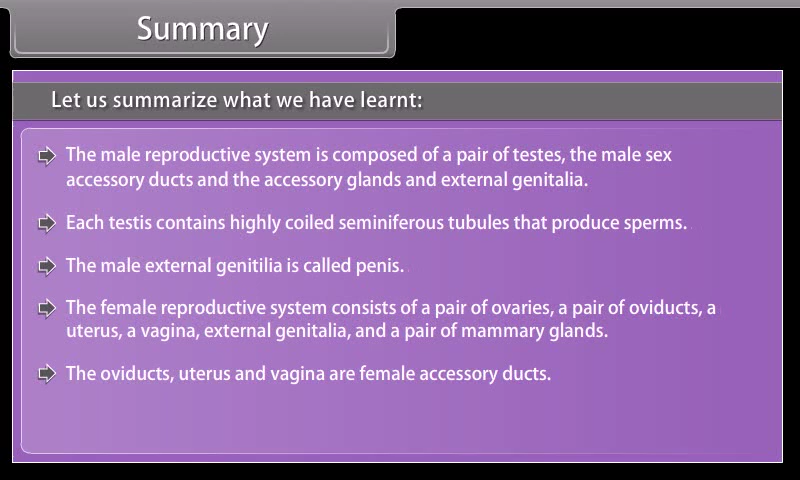 Summary
Let us summarize what we have learnt:
The male reproductive system is composed of a pair of testes, the male sex
accessory ducts and the accessory glands and external genitalia.
Each testis contains highly coiled seminiferous tubules that produce sperms.
The male external genitilia is called penis.
The female reproductive system consists of a pair of ovaries, a pair of oviducts, a
uterus, a vagina, external genitalia, and a pair of mammary glands.
The oviducts, uterus and vagina are female accessory ducts.